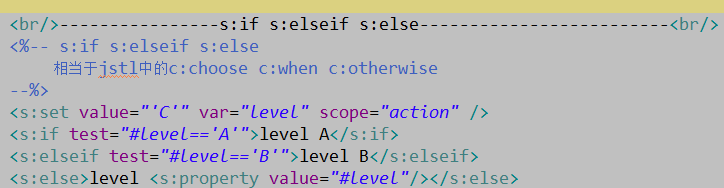 <br/>----------------s:if s:elseif s:else-------------------------<br/>
<%-- s:if s:elseif s:else
相当于jstl中的c:choose c:when c:otherwise
--%>
<s:set value="'C'" var="level" scope="action" />
<s:if test="#level=='A'">level A</s:if>
<s:elseif test="#level=='B'">level B</s:elseif>
<s:else>level <s:property value="#level"/></s:else>